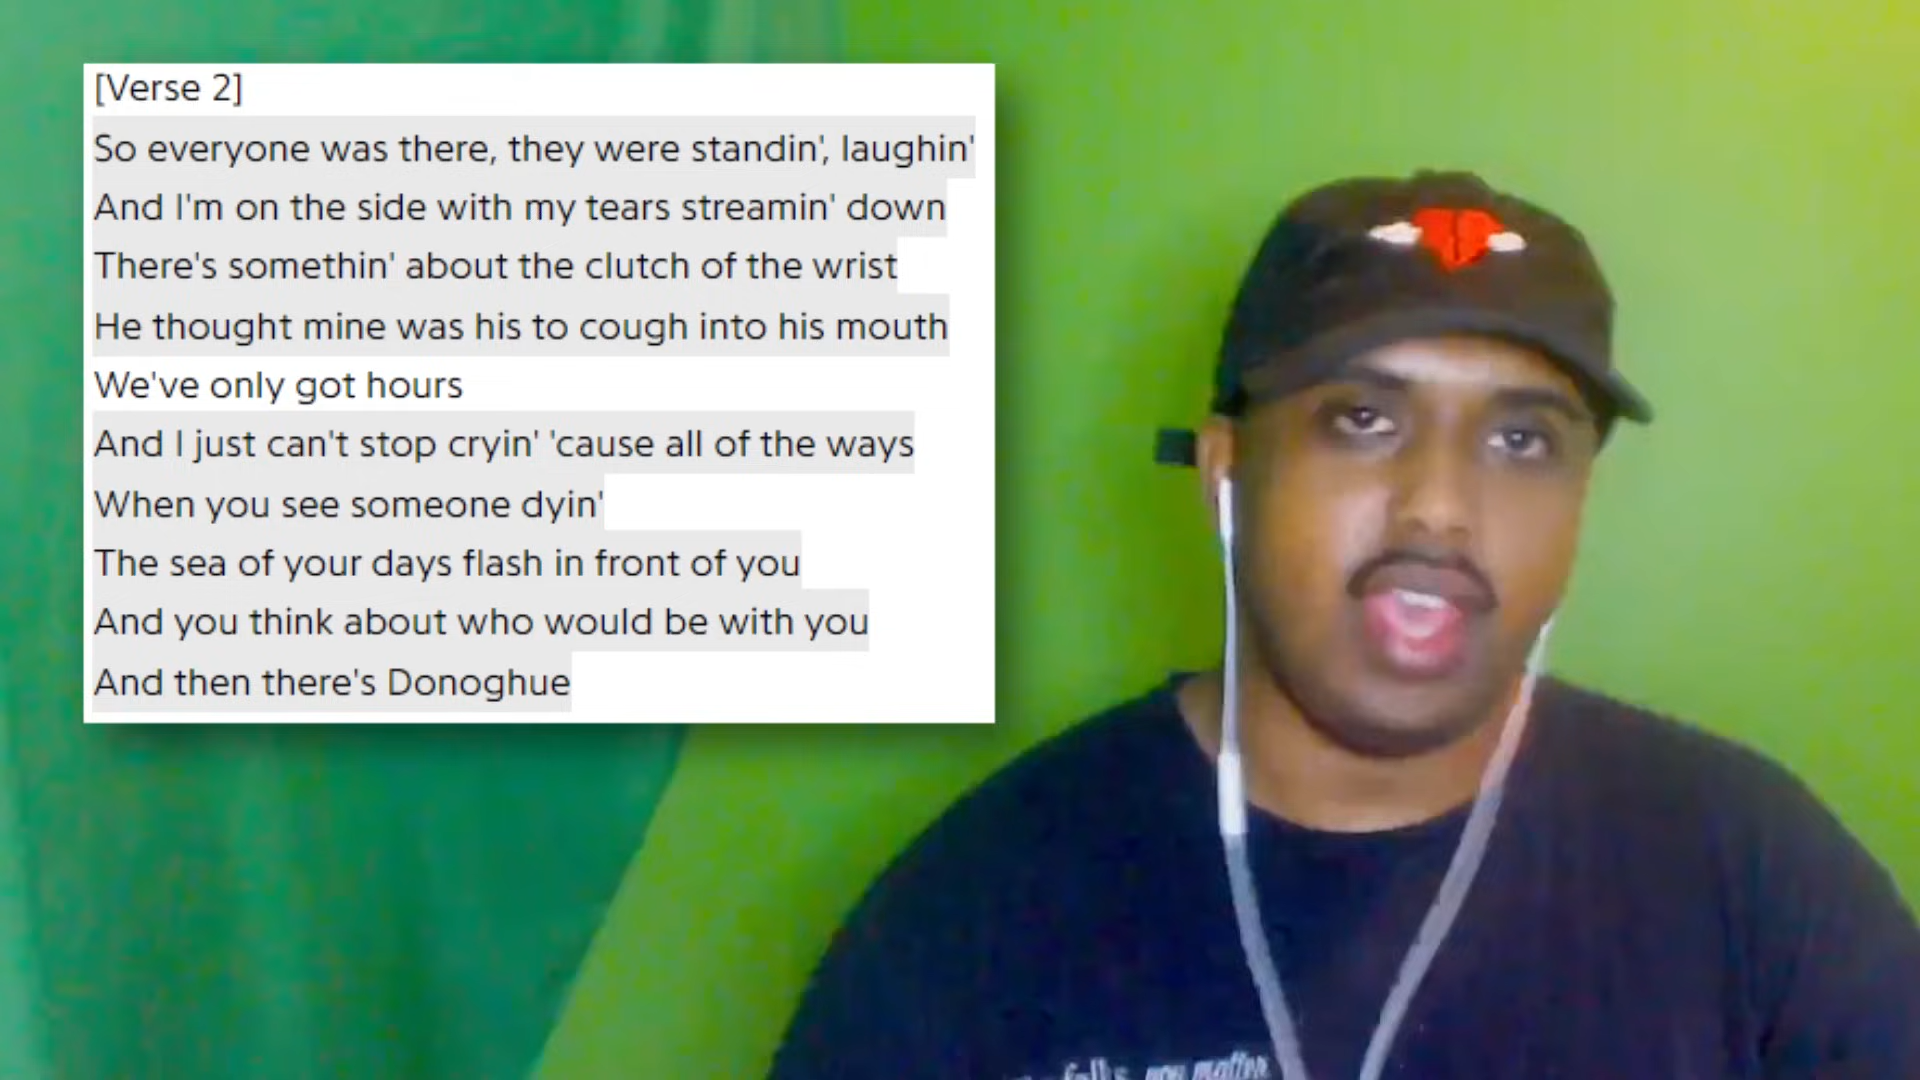 [Verse 2]
So everyone was there, they were standin', laughin'
And I'm on the side with my tears streamin' down
There's somethin' about the clutch of the wrist
He thought mine was his to cough into his mouth
We've only got hours
And I just can't stop cryin' 'cause all of the ways
When you see someone dyin'
The sea of your days flash in front of you
And you think about who would be with you
And then there's Donoghue
you matter